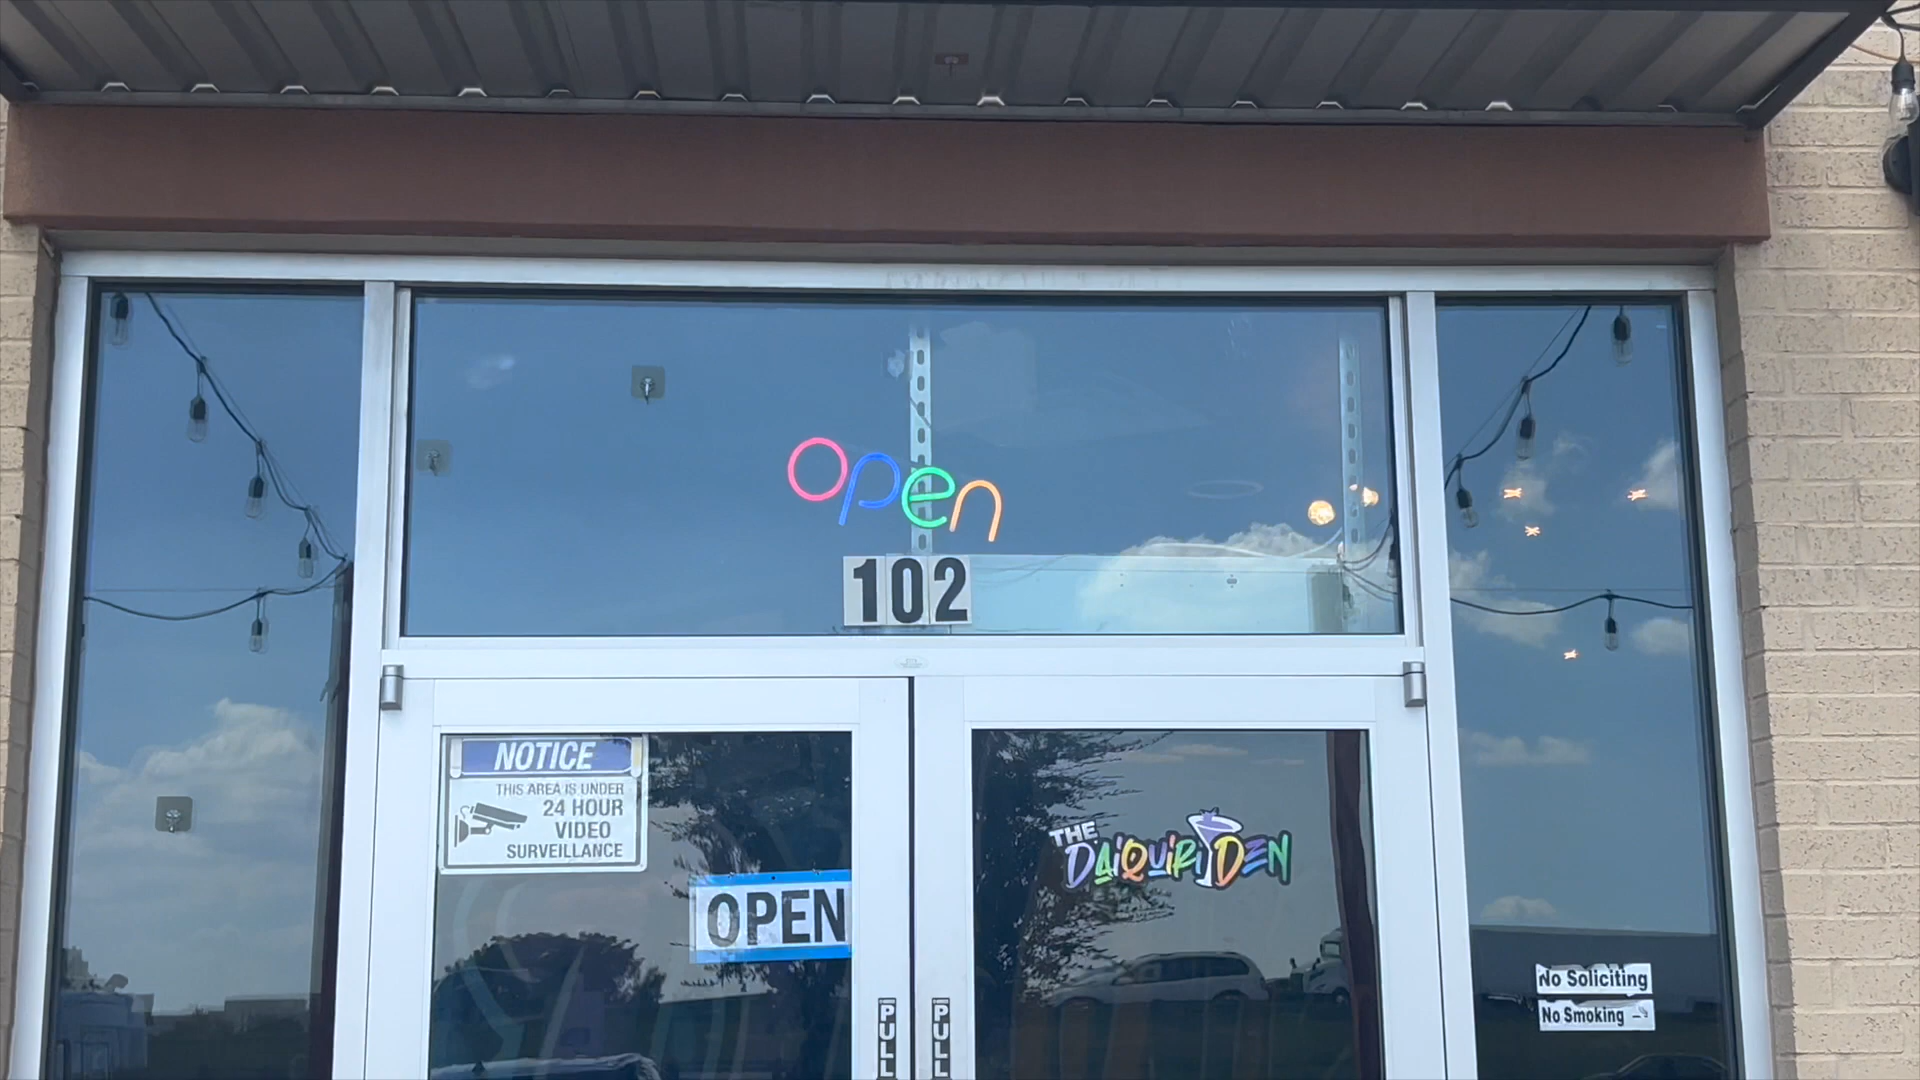 open
102
NOTICE
THIS AREA IS UNDER
24 HOUR
VIDEO
SURVEILLANCE
OPEN
THE
DAiQUiRi DEN
PULL
PULL
No Soliciting
No Smoking